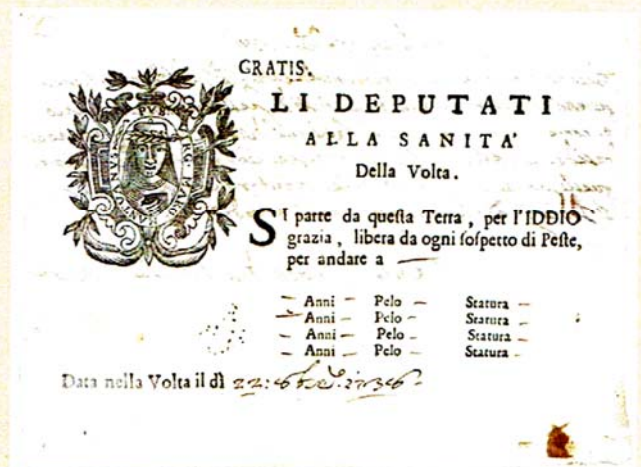 GRATIS.
LI DEPUTATI
ALLA SANITA'
Della Volta.
SI parte da questa Terra, per l'IDDIO
grazia, libera da ogni sospetto di Peste,
per andare a —
— Anni — Pelo — Statura —
— Anni — Pelo — Statura —
— Anni — Pelo — Statura —
— Anni — Pelo — Statura —
Data nella Volta il dì 22: